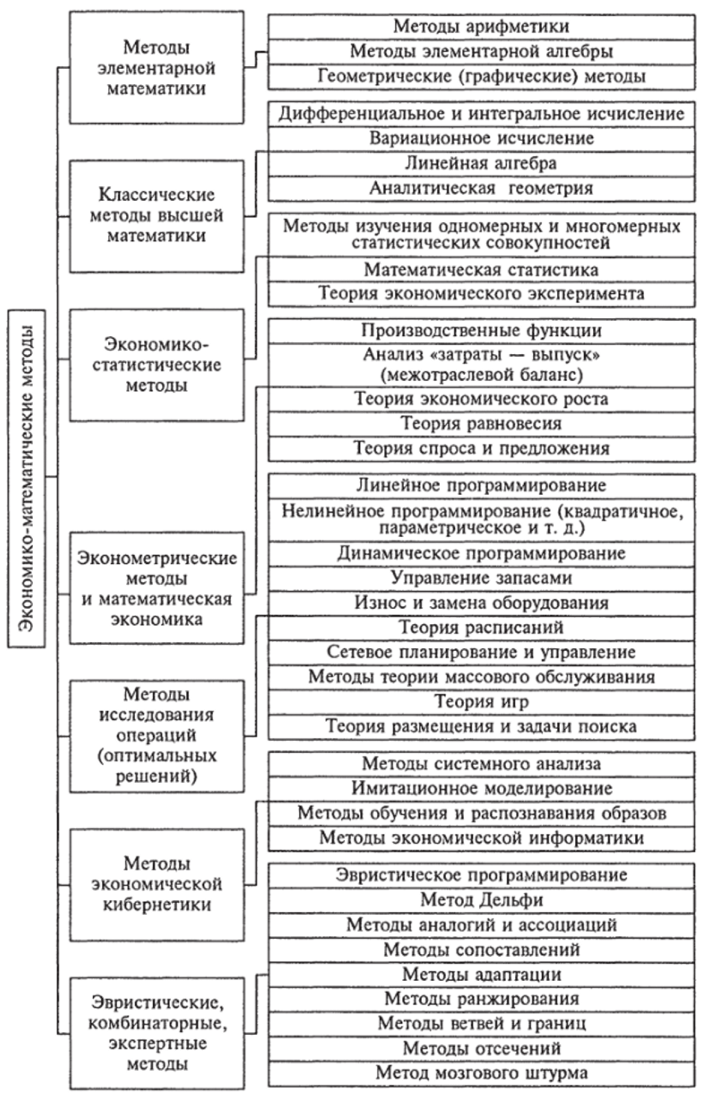 Экономико-математические методы
Методы
элементарной
математики
Методы арифметики
Методы элементарной алгебры
Геометрические (графические) методы
Классические
методы высшей
математики
Дифференциальное и интегральное исчисление
Вариационное исчисление
Линейная алгебра
Аналитическая геометрия
Экономико-
статистические
методы
Методы изучения одномерных и многомерных
статистических совокупностей
Математическая статистика
Теория экономического эксперимента
Эконометрические
методы
и математическая
экономика
Производственные функции
Анализ «затраты — выпуск»
(межотраслевой баланс)
Теория экономического роста
Теория равновесия
Теория спроса и предложения
Методы
исследования
операций
(оптимальных
решений)
Линейное программирование
Нелинейное программирование (квадратичное,
параметрическое и т. д.)
Динамическое программирование
Управление запасами
Износ и замена оборудования
Теория расписаний
Сетевое планирование и управление
Методы теории массового обслуживания
Теория игр
Теория размещения и задачи поиска
Методы
экономической
кибернетики
Методы системного анализа
Имитационное моделирование
Методы обучения и распознавания образов
Методы экономической информатики
Эвристические,
комбинаторные,
экспертные
методы
Эвристическое программирование
Метод Дельфи
Методы аналогий и ассоциаций
Методы сопоставлений
Методы адаптации
Методы ранжирования
Методы ветвей и границ
Методы отсечений
Метод мозгового штурма